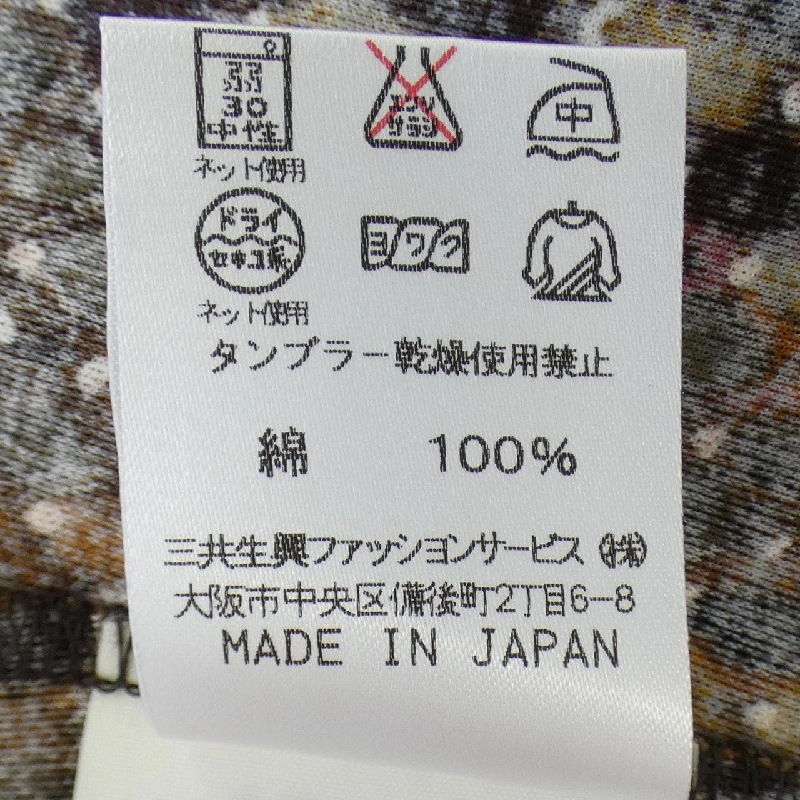 弱
30
中性
ネット使用
エンソ
サラシ
中
ドライ
セキユ系
ネット使用
ヨワク
タンブラー乾燥使用禁止
綿 100%
三共生興ファッションサービス (株)
大阪市中央区備後町2丁目6-8
MADE IN JAPAN